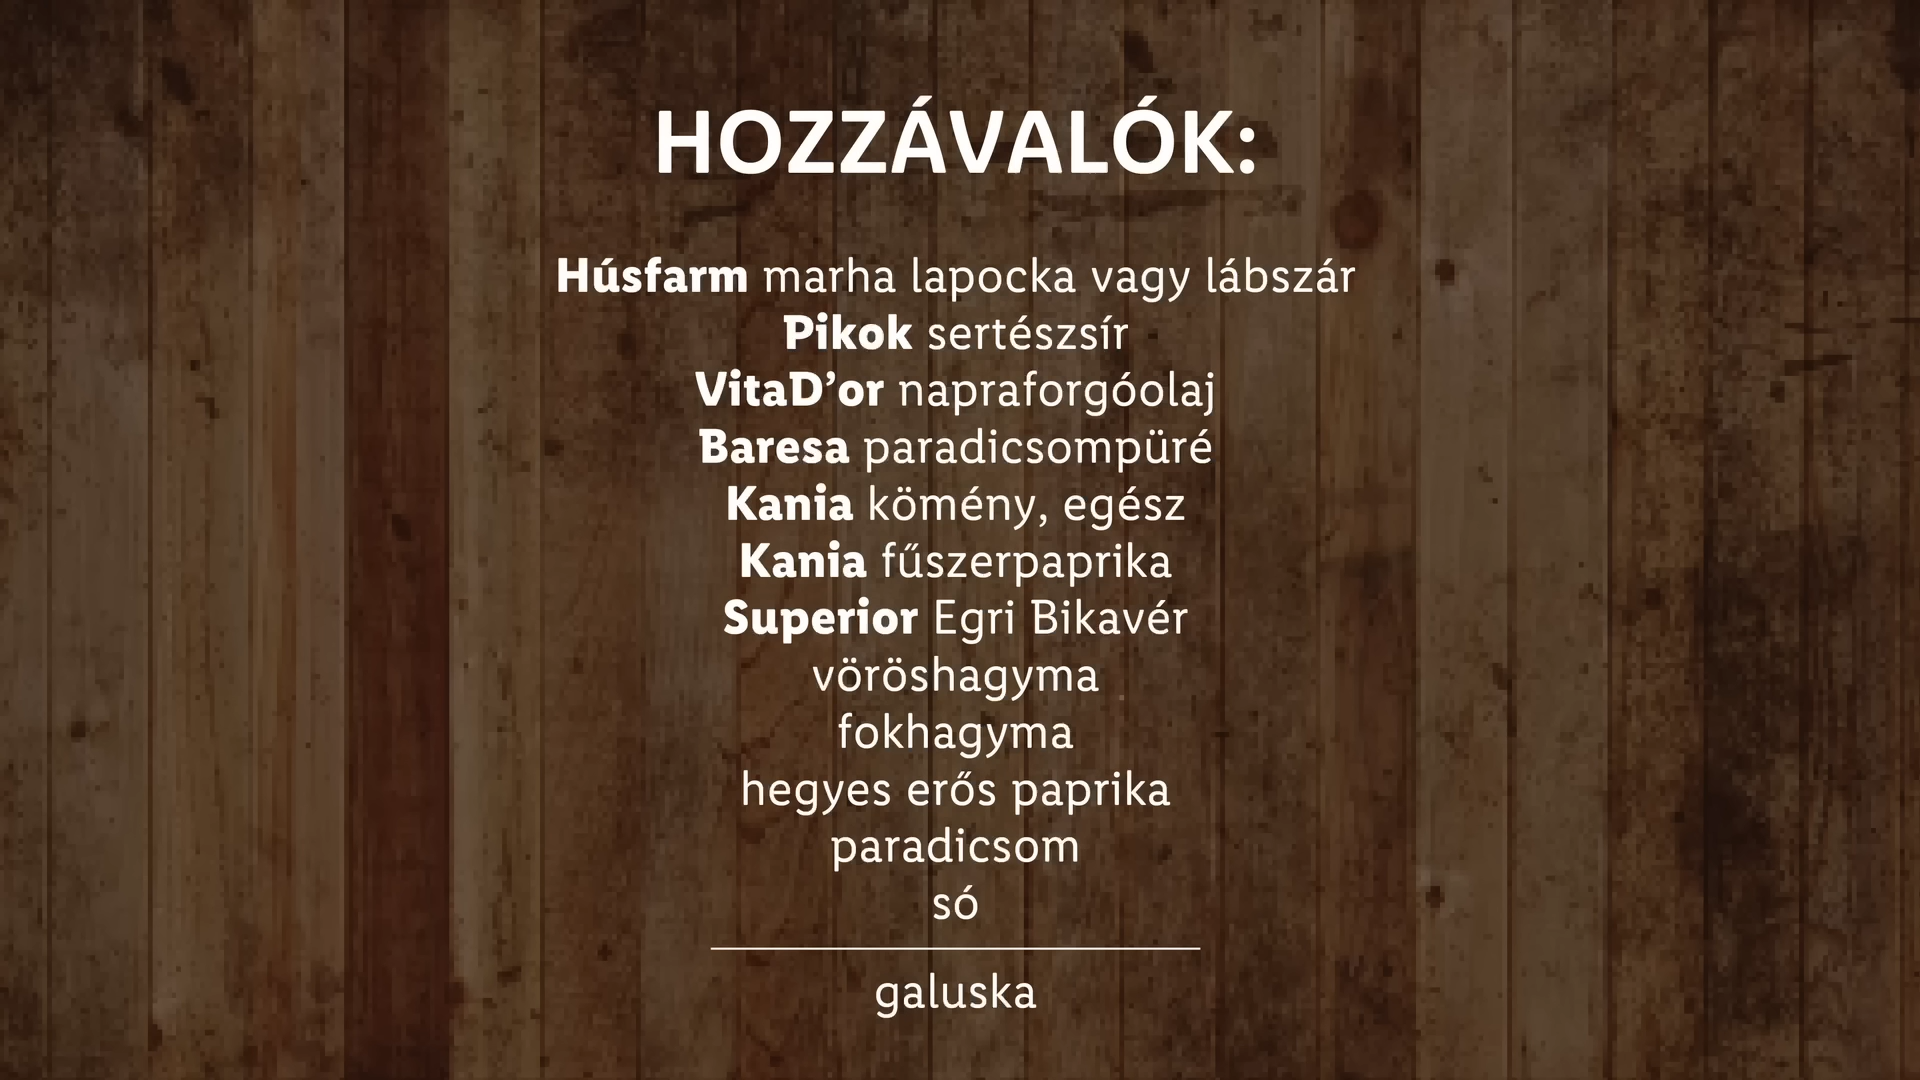 HOZZÁVALÓK:
Húsfarm marha lapocka vagy lábszár
Pikok sertészsír
VitaD’or napraforgóolaj
Baresa paradicsompüré
Kania kömény, egész
Kania fűszerpaprika
Superior Egri Bikavér
vöröshagyma
fokhagyma
hegyes erős paprika
paradicsom
só
galuska